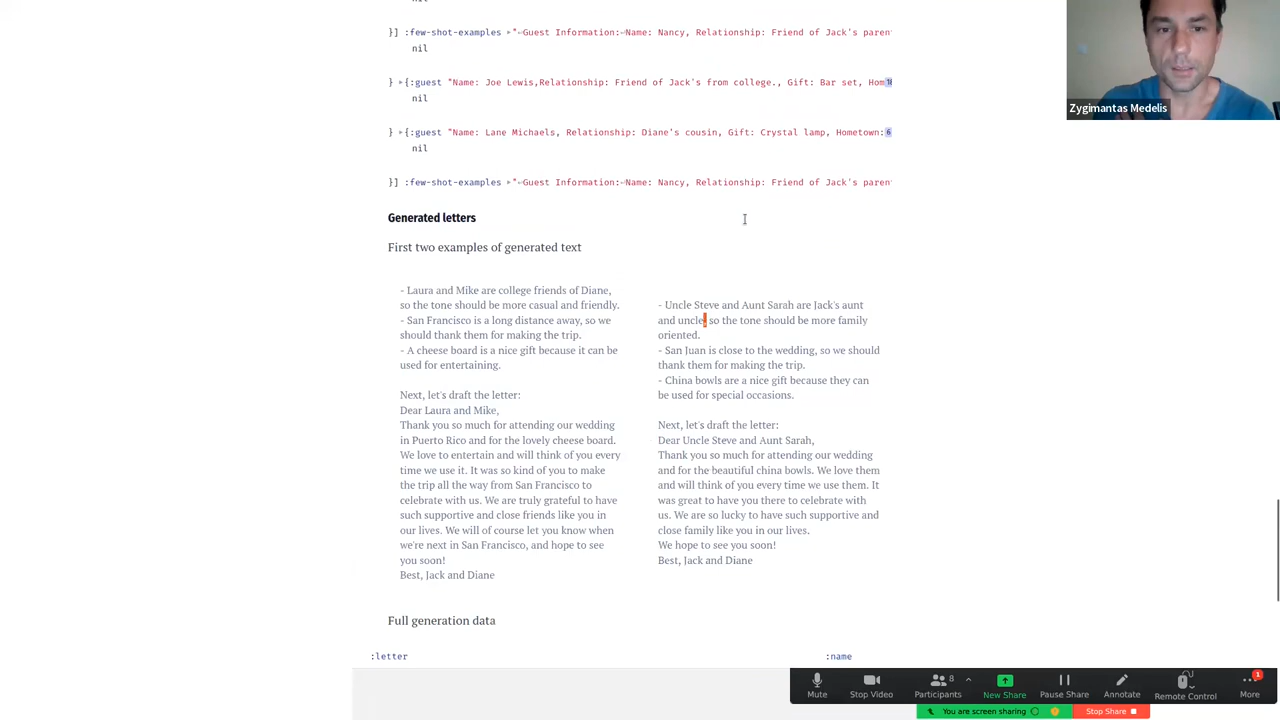 nil
}] :few-shot-examples ▸"↩Guest Information:↩Name: Nancy, Relationship: Friend of Jack's paren
nil
} ▸{:guest "Name: Joe Lewis,Relationship: Friend of Jack's from college., Gift: Bar set, Hom
nil
} ▸{:guest "Name: Lane Michaels, Relationship: Diane's cousin, Gift: Crystal lamp, Hometown:6
nil
}] :few-shot-examples ▸"↩Guest Information:↩Name: Nancy, Relationship: Friend of Jack's paren
Zygimantas Medelis
Generated letters
First two examples of generated text
- Laura and Mike are college friends of Diane,
so the tone should be more casual and friendly.
- San Francisco is a long distance away, so we
should thank them for making the trip.
- A cheese board is a nice gift because it can be
used for entertaining.
Next, let's draft the letter:
Dear Laura and Mike,
Thank you so much for attending our wedding
in Puerto Rico and for the lovely cheese board.
We love to entertain and will think of you every
time we use it. It was so kind of you to make
the trip all the way from San Francisco to
celebrate with us. We are truly grateful to have
such supportive and close friends like you in
our lives. We will of course let you know when
we're next in San Francisco, and hope to see
you soon!
Best, Jack and Diane
- Uncle Steve and Aunt Sarah are Jack's aunt
and uncle, so the tone should be more family
oriented.
- San Juan is close to the wedding, so we should
thank them for making the trip.
- China bowls are a nice gift because they can
be used for special occasions.
Next, let's draft the letter:
Dear Uncle Steve and Aunt Sarah,
Thank you so much for attending our wedding
and for the beautiful china bowls. We love them
and will think of you every time we use them. It
was great to have you there to celebrate with
us. We are so lucky to have such supportive and
close family like you in our lives.
We hope to see you soon!
Best, Jack and Diane
Full generation data
:letter :name
Mute Stop Video Participants 8 New Share Pause Share Annotate Remote Control More 1
You are screen sharing Stop Share